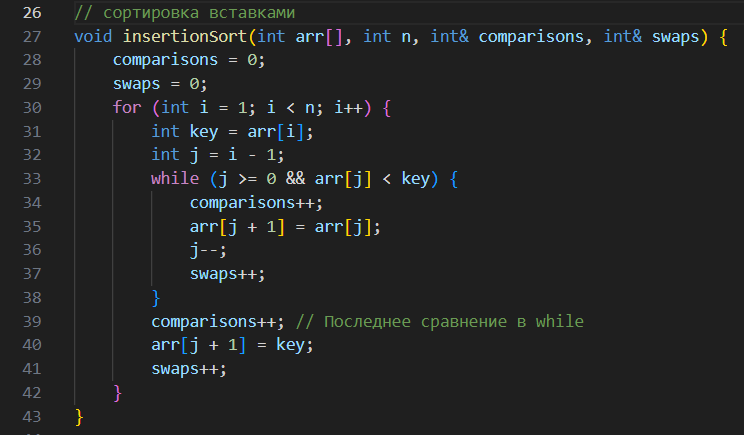 26 // сортировка вставками
27 void insertionSort(int arr[], int n, int& comparisons, int& swaps) {
28     comparisons = 0;
29     swaps = 0;
30     for (int i = 1; i < n; i++) {
31         int key = arr[i];
32         int j = i - 1;
33         while (j >= 0 && arr[j] < key) {
34             comparisons++;
35             arr[j + 1] = arr[j];
36             j--;
37             swaps++;
38         }
39         comparisons++; // Последнее сравнение в while
40         arr[j + 1] = key;
41         swaps++;
42     }
43 }